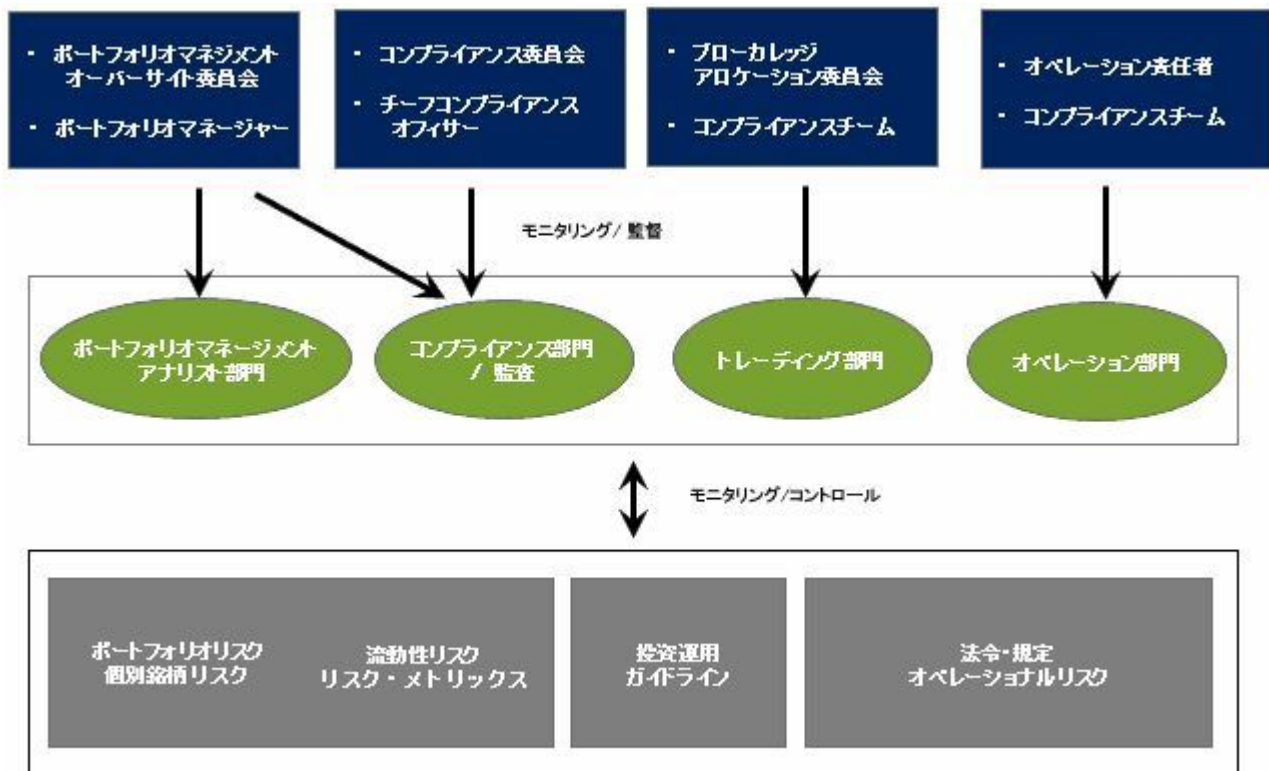 ・ ポートフォリオマネジメント
オーバーサイト委員会
・ ポートフォリオマネージャー
・ コンプライアンス委員会
・ チーフコンプライアンス
オフィサー
・ ブローカレッジ
アロケーション委員会
・ コンプライアンスチーム
・ オペレーション責任者
・ コンプライアンスチーム
モニタリング/ 監督
ポートフォリオマネージメント
アナリスト部門
コンプライアンス部門
/ 監査
トレーディング部門
オペレーション部門
モニタリング/コントロール
ポートフォリオリスク
個別銘柄リスク
流動性リスク
リスク・メトリックス
投資運用
ガイドライン
法令・規定
オペレーショナルリスク